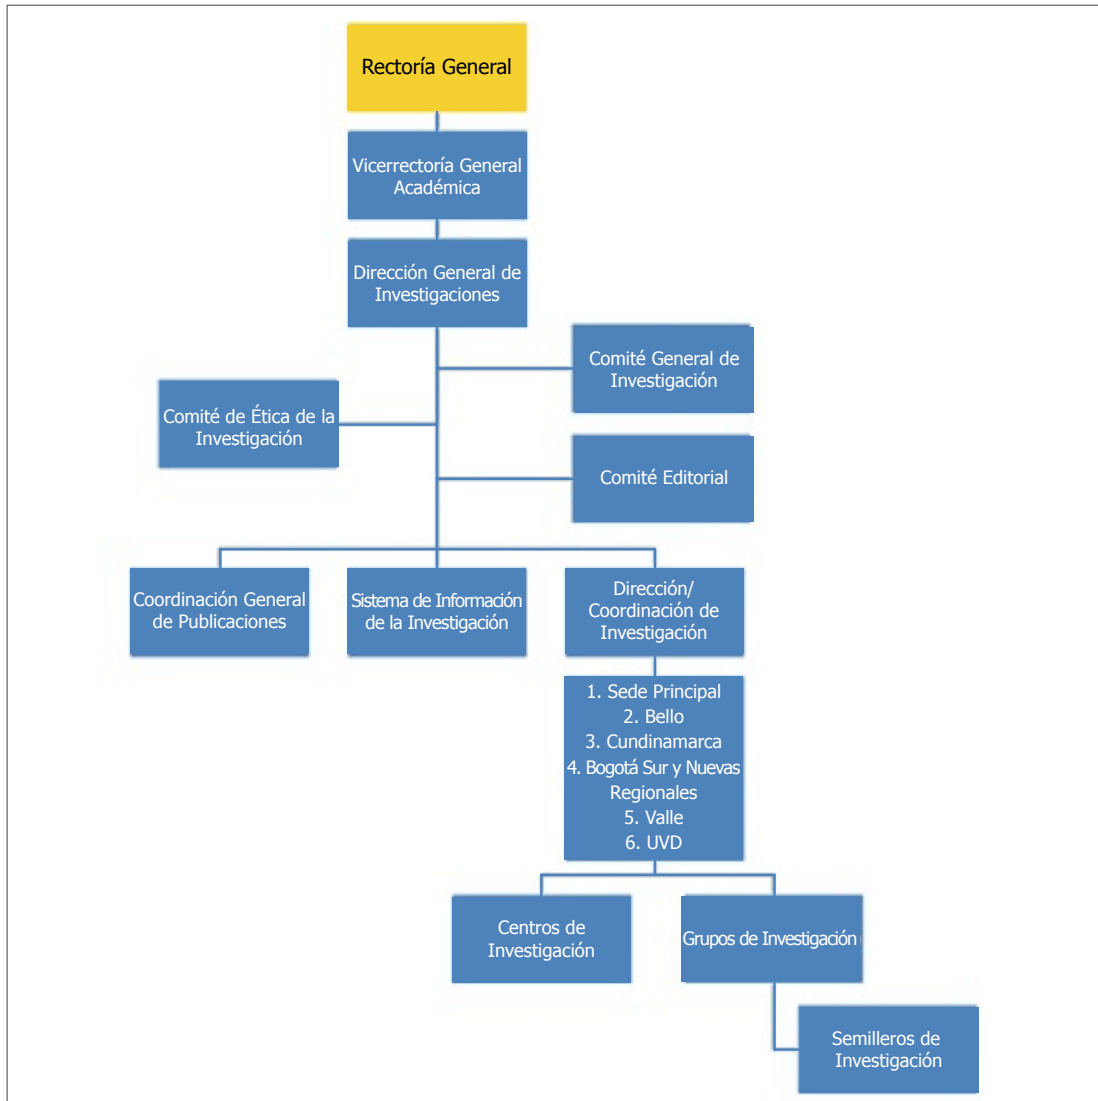 Rectoría General
Vicerrectoría General
Académica
Dirección General de
Investigaciones
Comité General de
Investigación
Comité de Ética de la
Investigación
Comité Editorial
Coordinación General
de Publicaciones
Sistema de Información
de la Investigación
Dirección/
Coordinación de
Investigación
1. Sede Principal
2. Bello
3. Cundinamarca
4. Bogotá Sur y Nuevas
Regionales
5. Valle
6. UVD
Centros de
Investigación
Grupos de Investigación
Semilleros de
Investigación